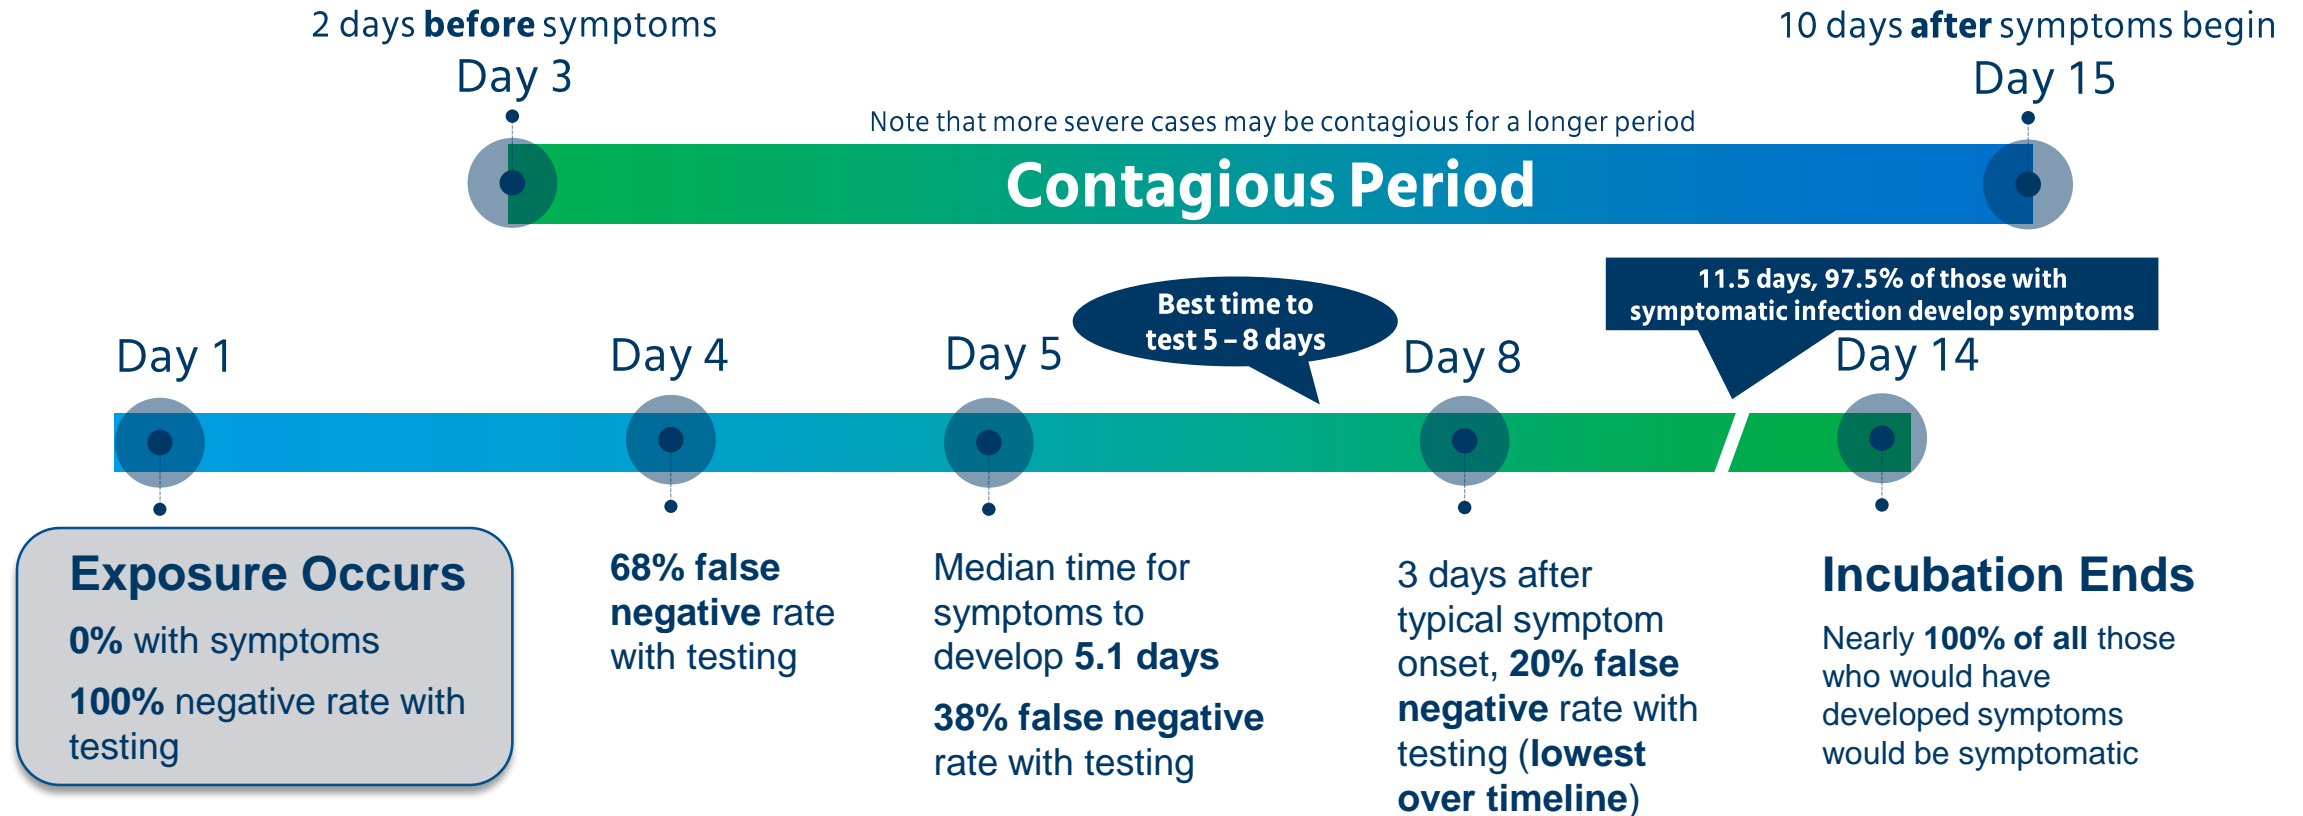 2 days before symptoms
Day 3
10 days after symptoms begin
Day 15
Note that more severe cases may be contagious for a longer period
Contagious Period
Best time to
test 5 – 8 days
11.5 days, 97.5% of those with
symptomatic infection develop symptoms
Day 1
Day 4
Day 5
Day 8
Day 14
Exposure Occurs
0% with symptoms
100% negative rate with
testing
68% false
negative rate
with testing
Median time for
symptoms to
develop 5.1 days
38% false negative
rate with testing
3 days after
typical symptom
onset, 20% false
negative rate with
testing (lowest
over timeline)
Incubation Ends
Nearly 100% of all those
who would have
developed symptoms
would be symptomatic